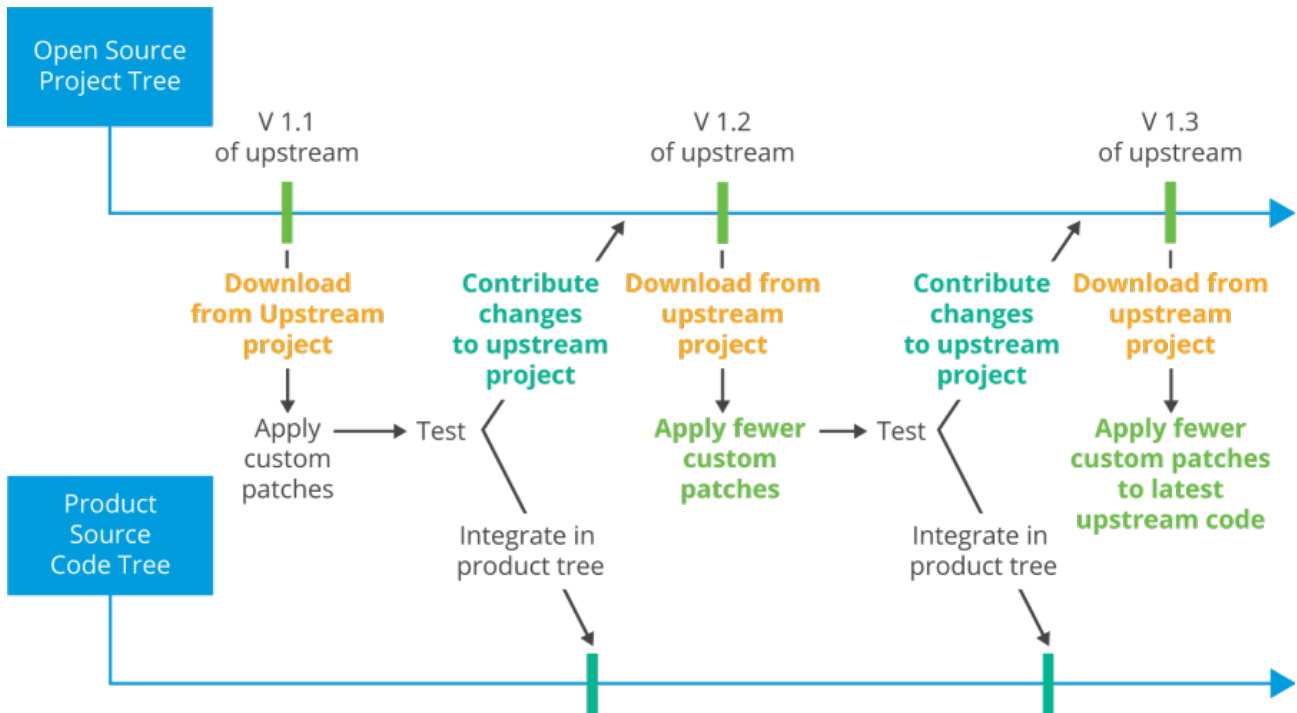 Open Source
Project Tree
V 1.1
of upstream
V 1.2
of upstream
V 1.3
of upstream
Download
from Upstream
project
Contribute
changes
to upstream
project
Download from
upstream
project
Contribute
changes
to upstream
project
Download from
upstream
project
Apply
custom
patches
Test
Apply fewer
custom
patches
Test
Apply fewer
custom patches
to latest
upstream code
Product
Source
Code Tree
Integrate in
product tree
Integrate in
product tree